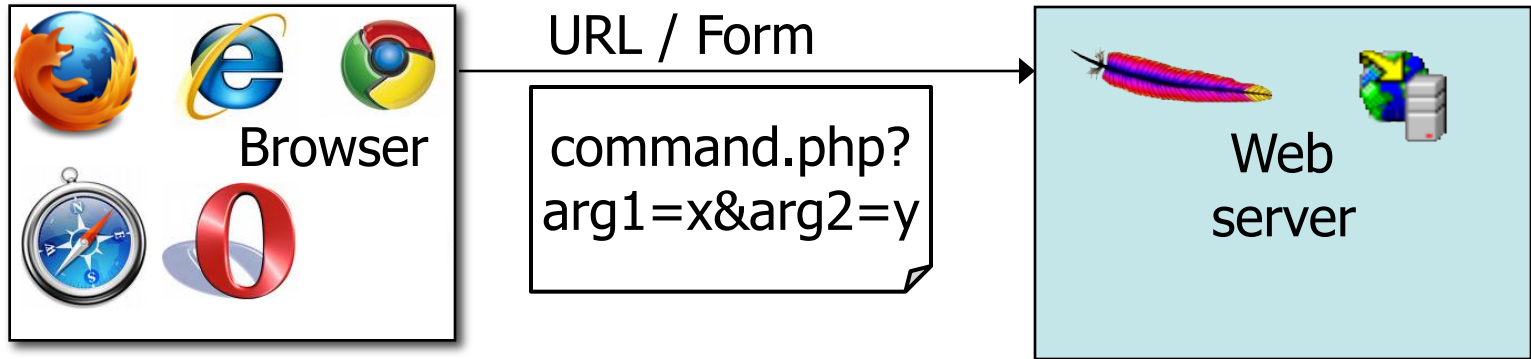 Browser
URL / Form
command.php?
arg1=x&arg2=y
Web
server